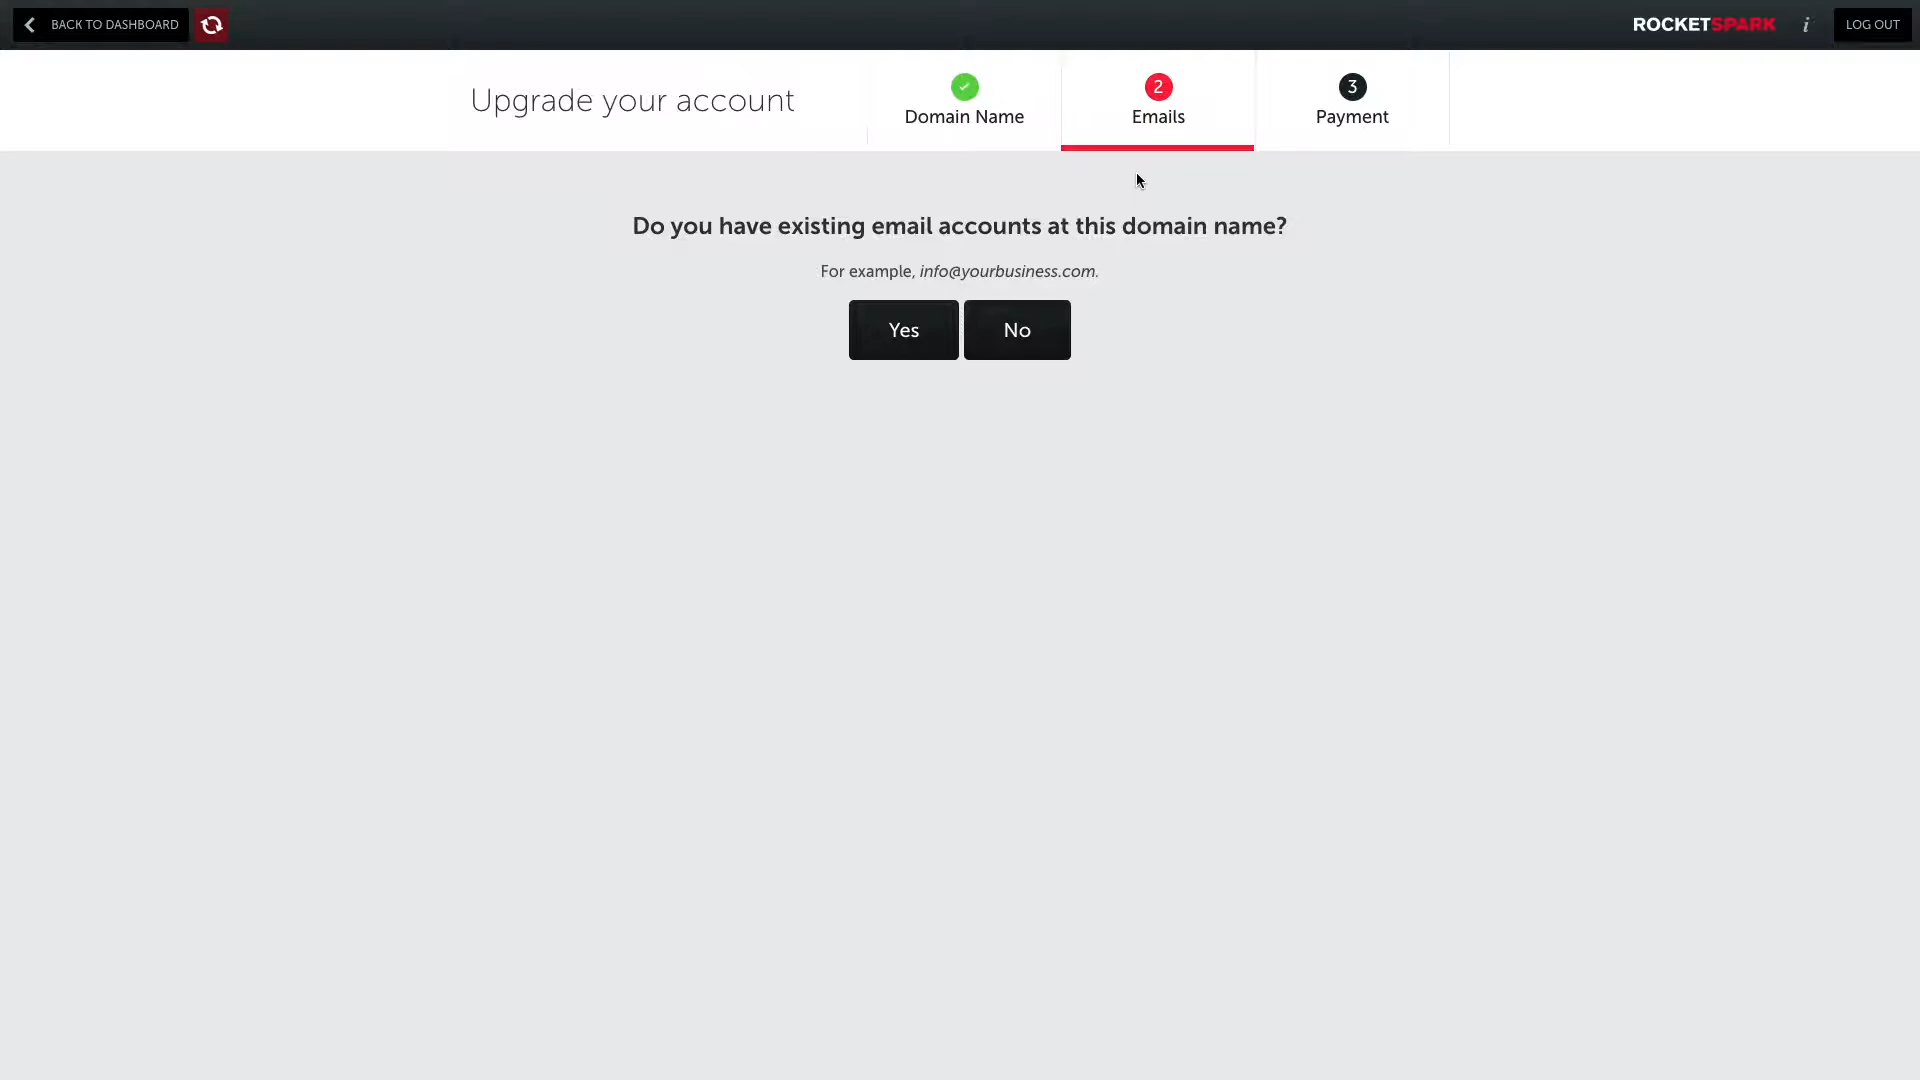 BACK TO DASHBOARD
ROCKETSPARK
i
LOG OUT
Upgrade your account
Domain Name
2
Emails
3
Payment
Do you have existing email accounts at this domain name?
For example, info@yourbusiness.com.
Yes
No